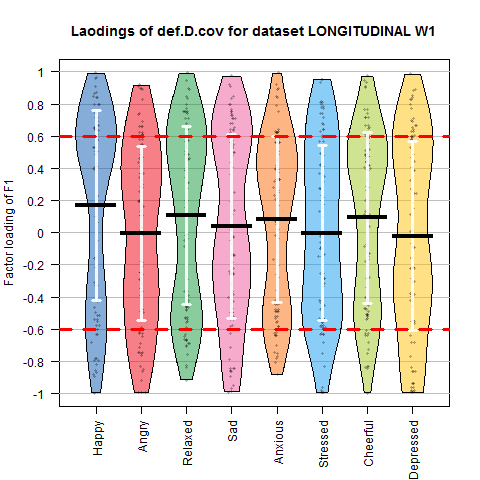 Laodings of def.D.cov for dataset LONGITUDINAL W1
Factor loading of F1
1
0.8
0.6
0.4
0.2
0
-0.2
-0.4
-0.6
-0.8
-1
Happy
Angry
Relaxed
Sad
Anxious
Stressed
Cheerful
Depressed